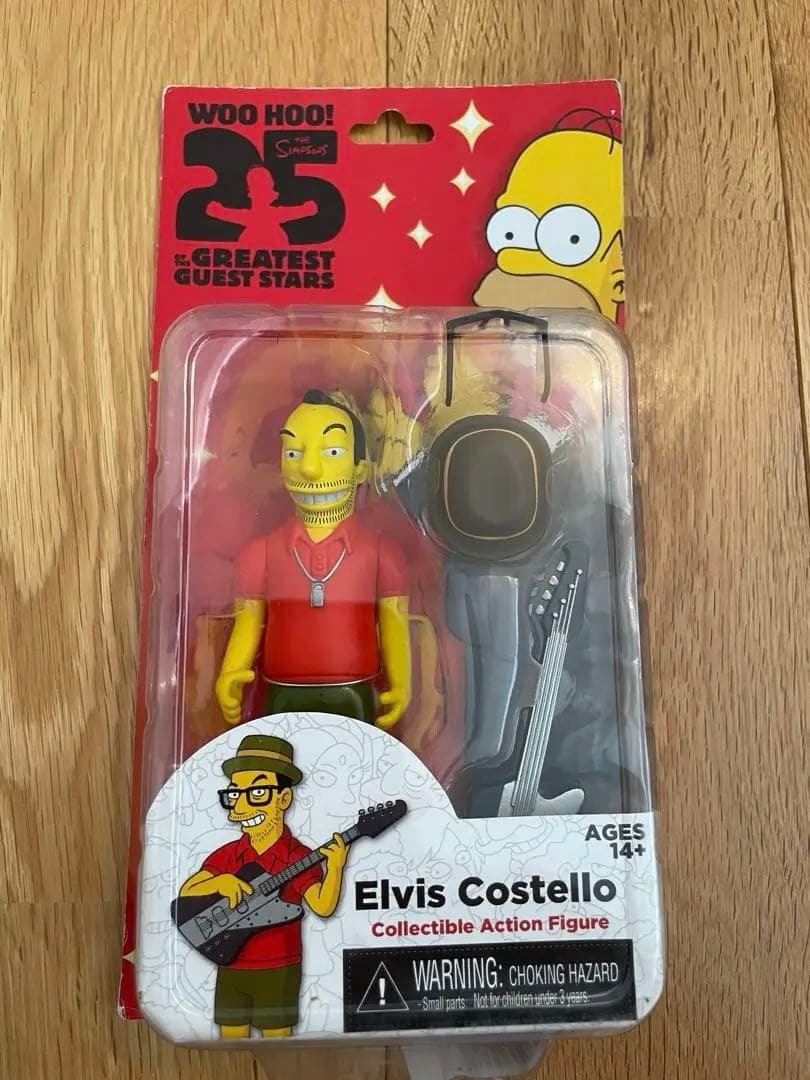 WOO HOO!
THE
SIMPSONS
25
OF THE GREATEST
GUEST STARS
AGES
14+
Elvis Costello
Collectible Action Figure
! WARNING: CHOKING HAZARD
- Small parts. Not for children under 3 years.